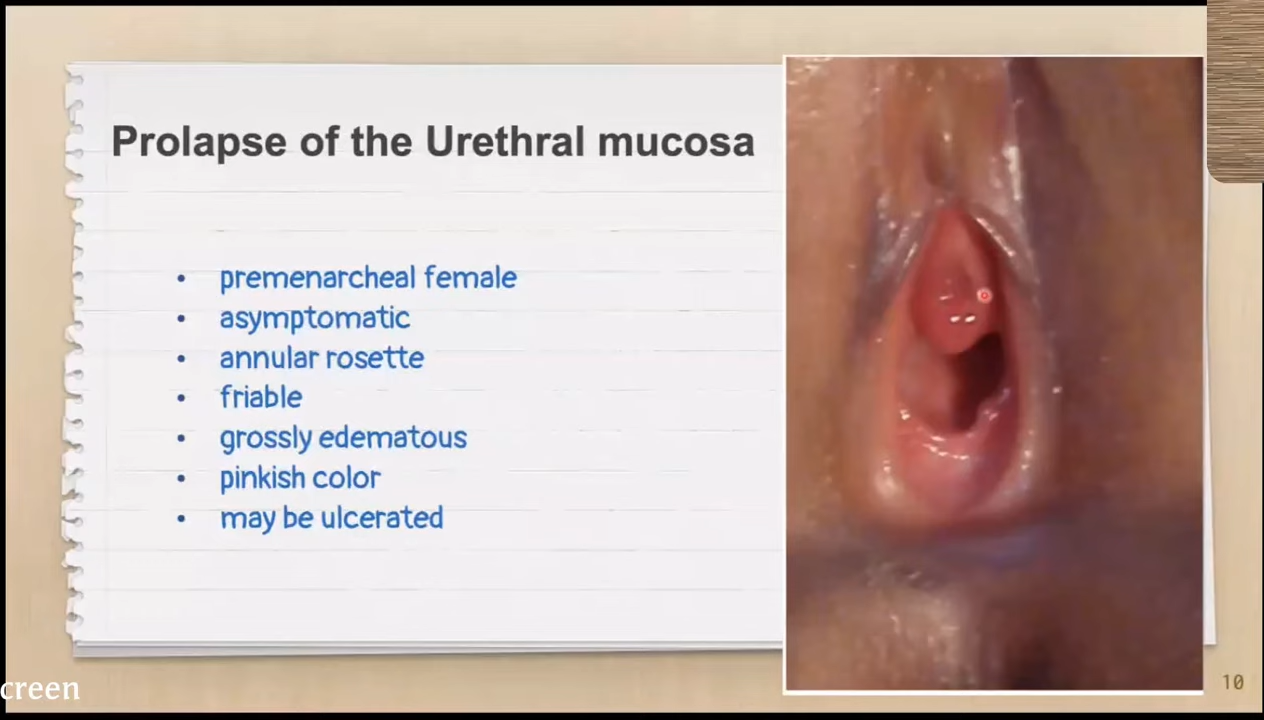 Prolapse of the Urethral mucosa
• premenarcheal female
• asymptomatic
• annular rosette
• friable
• grossly edematous
• pinkish color
• may be ulcerated
creen
10